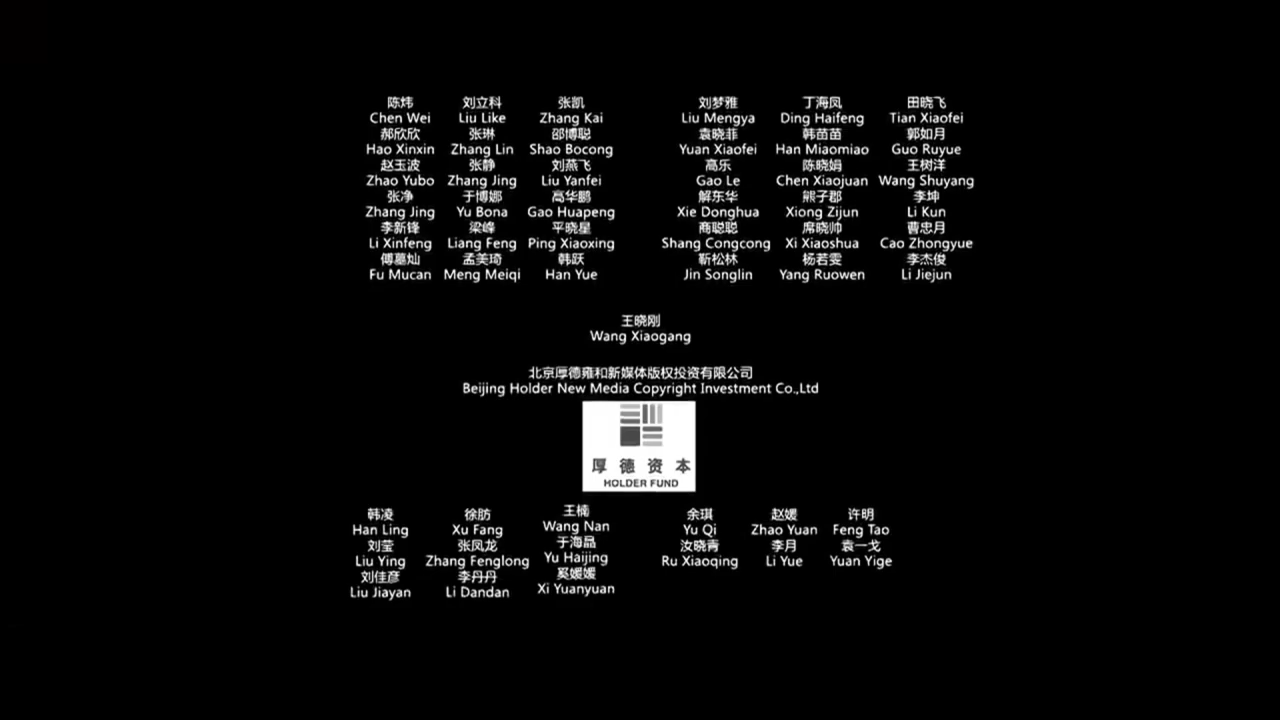 陈炜 刘立科 张凯 刘梦雅 丁海凤 田晓飞
Chen Wei Liu Like Zhang Kai Liu Mengya Ding Haifeng Tian Xiaofei
郝欣欣 张琳 邵博聪 袁晓菲 韩苗苗 郭如月
Hao Xinxin Zhang Lin Shao Bocong Yuan Xiaofei Han Miaomiao Guo Ruyue
赵玉波 张静 刘燕飞 高乐 陈晓娟 王树洋
Zhao Yubo Zhang Jing Liu Yanfei Gao Le Chen Xiaojuan Wang Shuyang
张净 于博娜 高华鹏 解东华 熊子郡 李坤
Zhang Jing Yu Bona Gao Huapeng Xie Donghua Xiong Zijun Li Kun
李新锋 梁峰 平晓星 商聪聪 席晓帅 曹忠月
Li Xinfeng Liang Feng Ping Xiaoxing Shang Congcong Xi Xiaoshua Cao Zhongyue
傅墓灿 孟美琦 韩跃 靳松林 杨若雯 李杰俊
Fu Mucan Meng Meiqi Han Yue Jin Songlin Yang Ruowen Li Jiejun
王晓刚
Wang Xiaogang
北京厚德雍和新媒体版权投资有限公司
Beijing Holder New Media Copyright Investment Co.,Ltd
厚德资本
HOLDER FUND
韩凌 徐肪 王楠 余琪 赵媛 许明
Han Ling Xu Fang Wang Nan Yu Qi Zhao Yuan Feng Tao
刘莹 张凤龙 于海晶 汝晓青 李月 袁一戈
Liu Ying Zhang Fenglong Yu Haijing Ru Xiaoqing Li Yue Yuan Yige
刘佳彦 李丹丹 奚媛媛
Liu Jiayan Li Dandan Xi Yuanyuan